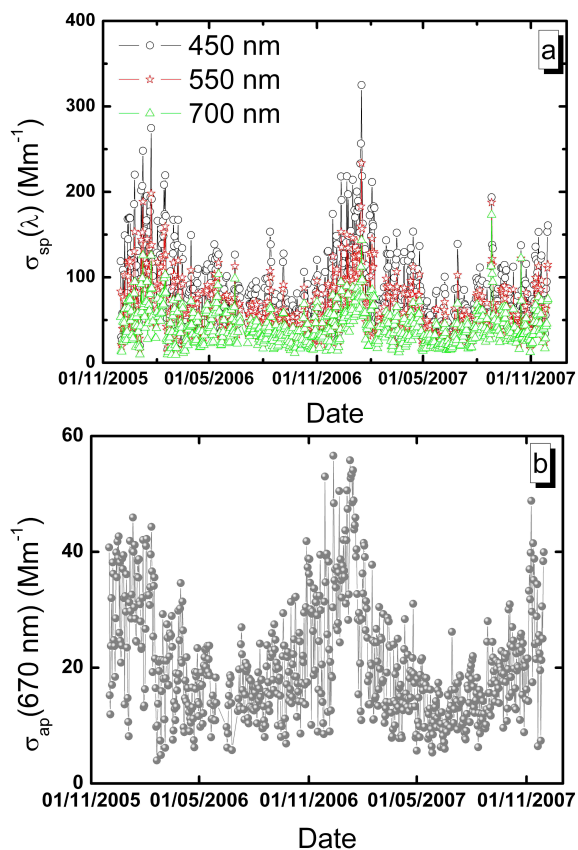 a
450 nm
550 nm
700 nm
400
300
200
100
0
σsp(λ) (Mm⁻¹)
01/11/2005 01/05/2006 01/11/2006 01/05/2007 01/11/2007
Date
b
60
40
20
0
σap(670 nm) (Mm⁻¹)
01/11/2005 01/05/2006 01/11/2006 01/05/2007 01/11/2007
Date